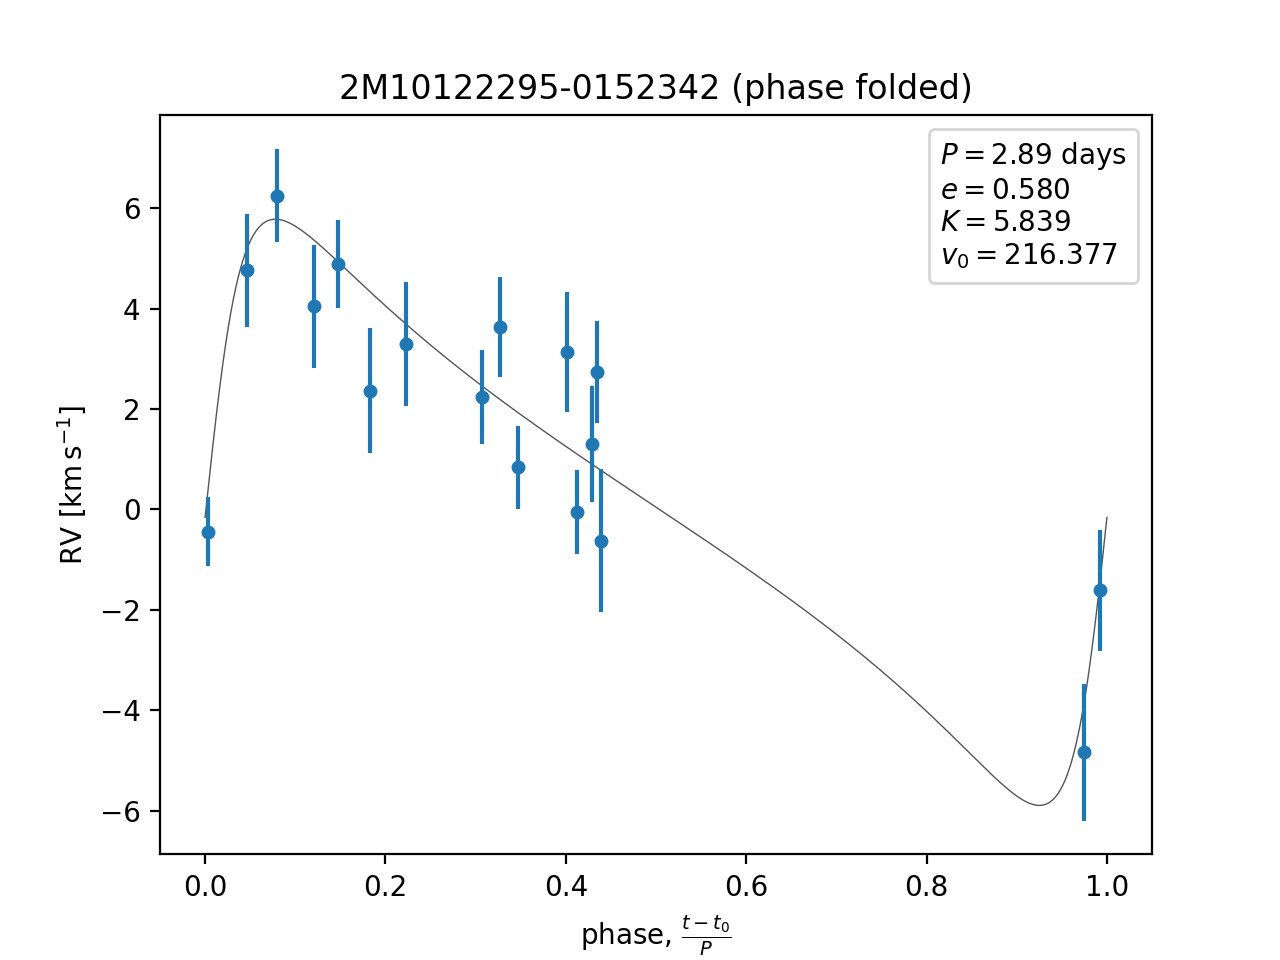 2M10122295-0152342 (phase folded)
P = 2.89 days
e = 0.580
K = 5.839
v₀ = 216.377
RV [km s⁻¹]
6
4
2
0
−2
−4
−6
0.0 0.2 0.4 0.6 0.8 1.0
phase, (t − t₀)/P